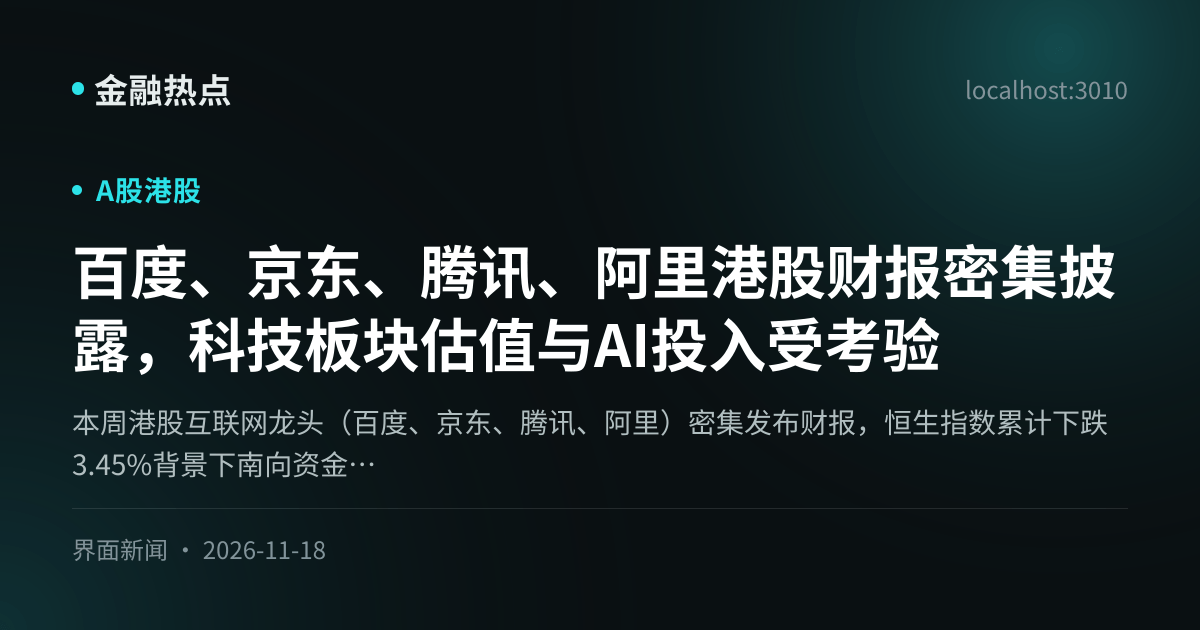 金融热点
localhost:3010
A股港股
百度、京东、腾讯、阿里港股财报密集披
露，科技板块估值与AI投入受考验
本周港股互联网龙头（百度、京东、腾讯、阿里）密集发布财报，恒生指数累计下跌
3.45%背景下南向资金…
界面新闻 • 2026-11-18